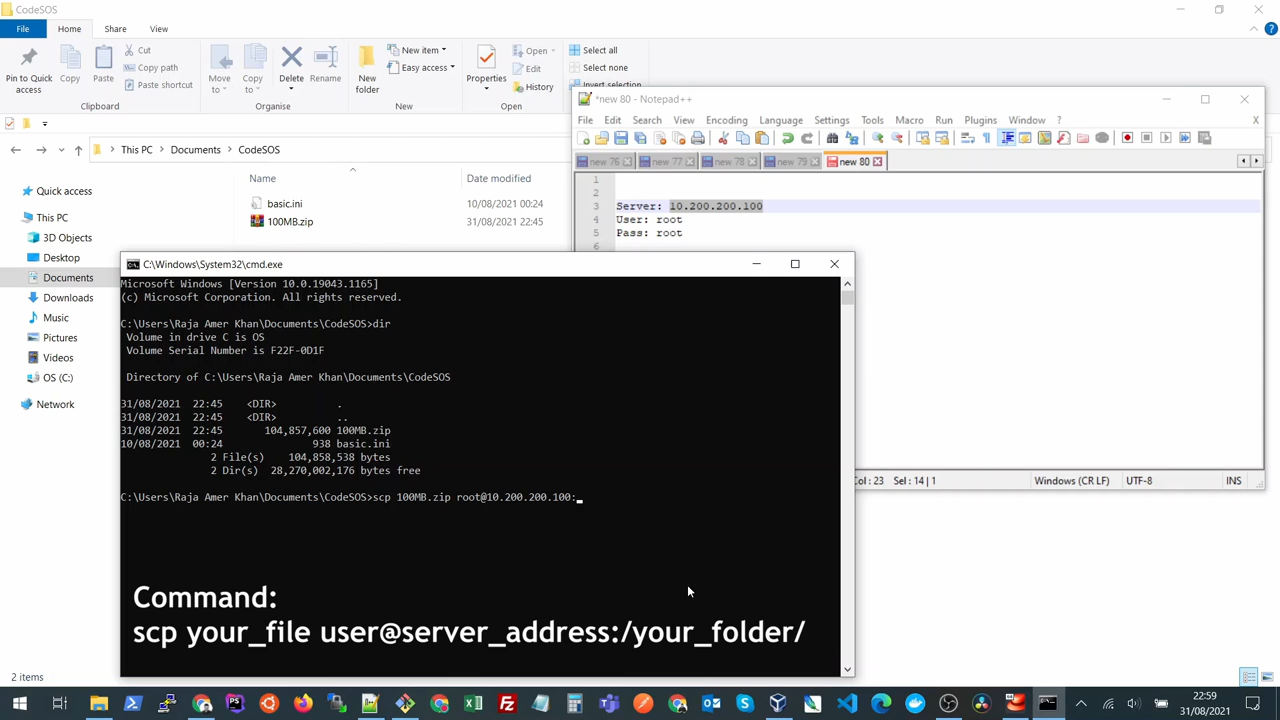 CodeSOS
File
Home
Share
View
Pin to Quick access
Copy
Paste
Cut
Copy path
Paste shortcut
Clipboard
Move to
Copy to
Delete
Rename
Organise
New folder
New item
Easy access
New
Properties
Open
Edit
History
Open
Select all
Select none
Invert selection
This PC
Documents
CodeSOS
Name
Date modified
basic.ini
10/08/2021 00:24
100MB.zip
31/08/2021 22:45
Quick access
This PC
3D Objects
Desktop
Documents
Downloads
Music
Pictures
Videos
OS (C:)
Network
2 items
*new 80 - Notepad++
File Edit Search View Encoding Language Settings Tools Macro Run Plugins Window ? X
new 76
new 77
new 78
new 79
new 80
1
2
3 Server: 10.200.200.100
4 User: root
5 Pass: root
6
Col: 23 Sel: 14 | 1
Windows (CR LF)
UTF-8
INS
C:\Windows\System32\cmd.exe
Microsoft Windows [Version 10.0.19043.1165]
(c) Microsoft Corporation. All rights reserved.
C:\Users\Raja Amer Khan\Documents\CodeSOS>dir
Volume in drive C is OS
Volume Serial Number is F22F-0D1F
Directory of C:\Users\Raja Amer Khan\Documents\CodeSOS
31/08/2021 22:45 <DIR> .
31/08/2021 22:45 <DIR> ..
31/08/2021 22:45 104,857,600 100MB.zip
10/08/2021 00:24 938 basic.ini
2 File(s) 104,858,538 bytes
2 Dir(s) 28,270,002,176 bytes free
C:\Users\Raja Amer Khan\Documents\CodeSOS>scp 100MB.zip root@10.200.200.100:_
Command:
scp your_file user@server_address:/your_folder/
22:59
31/08/2021